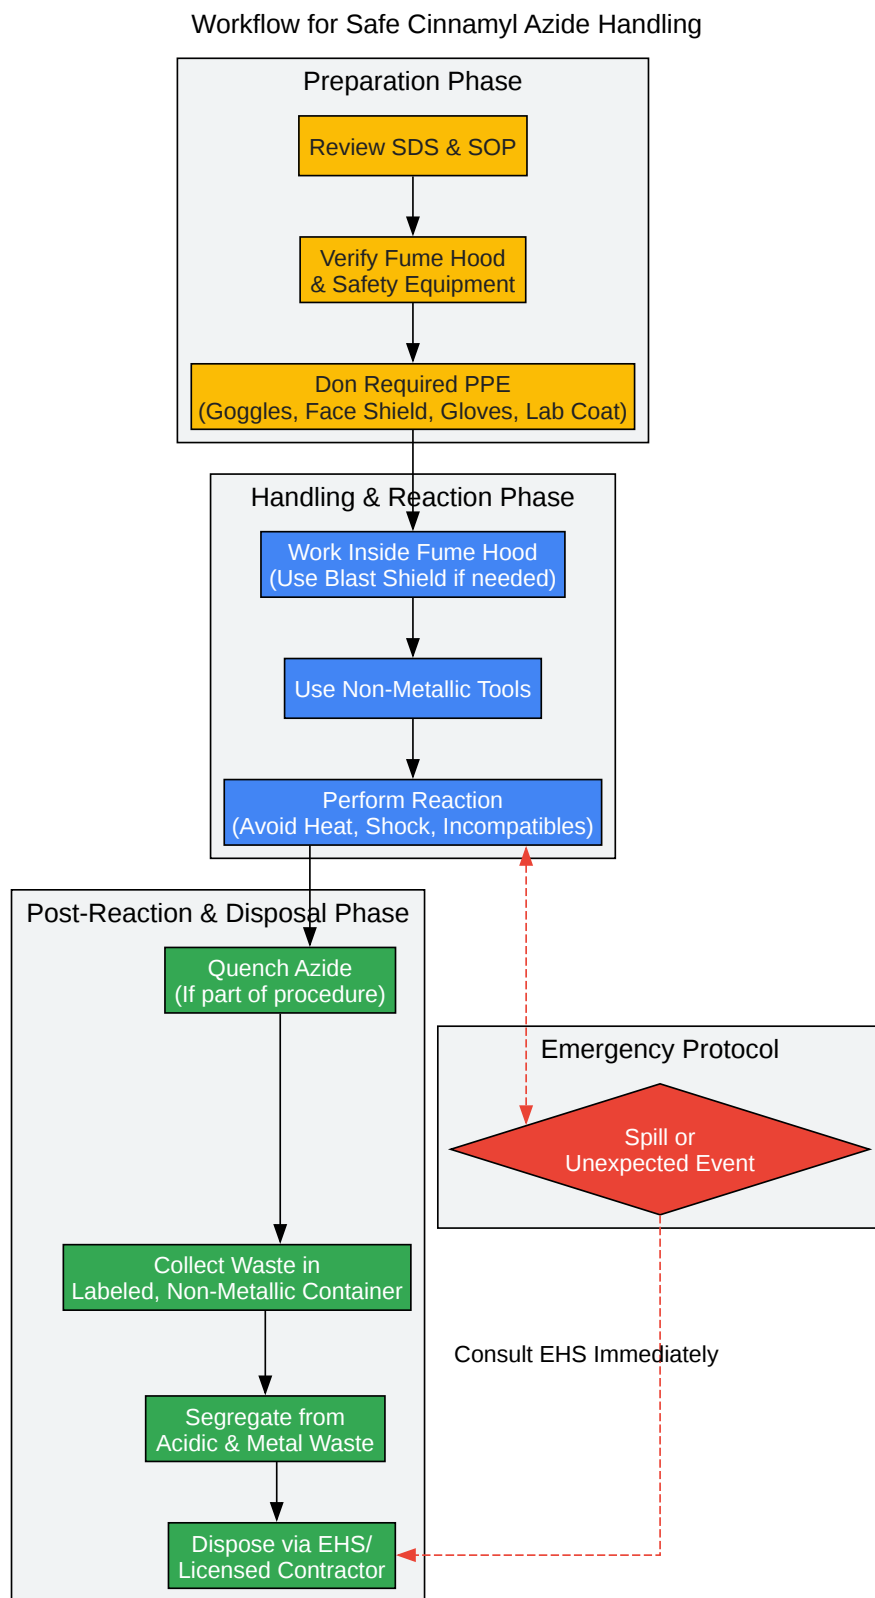 Workflow for Safe Cinnamyl Azide Handling
Preparation Phase
Review SDS & SOP
Verify Fume Hood
& Safety Equipment
Don Required PPE
(Goggles, Face Shield, Gloves, Lab Coat)
Handling & Reaction Phase
Work Inside Fume Hood
(Use Blast Shield if needed)
Use Non-Metallic Tools
Perform Reaction
(Avoid Heat, Shock, Incompatibles)
Post-Reaction & Disposal Phase
Quench Azide
(If part of procedure)
Emergency Protocol
Spill or
Unexpected Event
Collect Waste in
Labeled, Non-Metallic Container
Consult EHS Immediately
Segregate from
Acidic & Metal Waste
Dispose via EHS/
Licensed Contractor